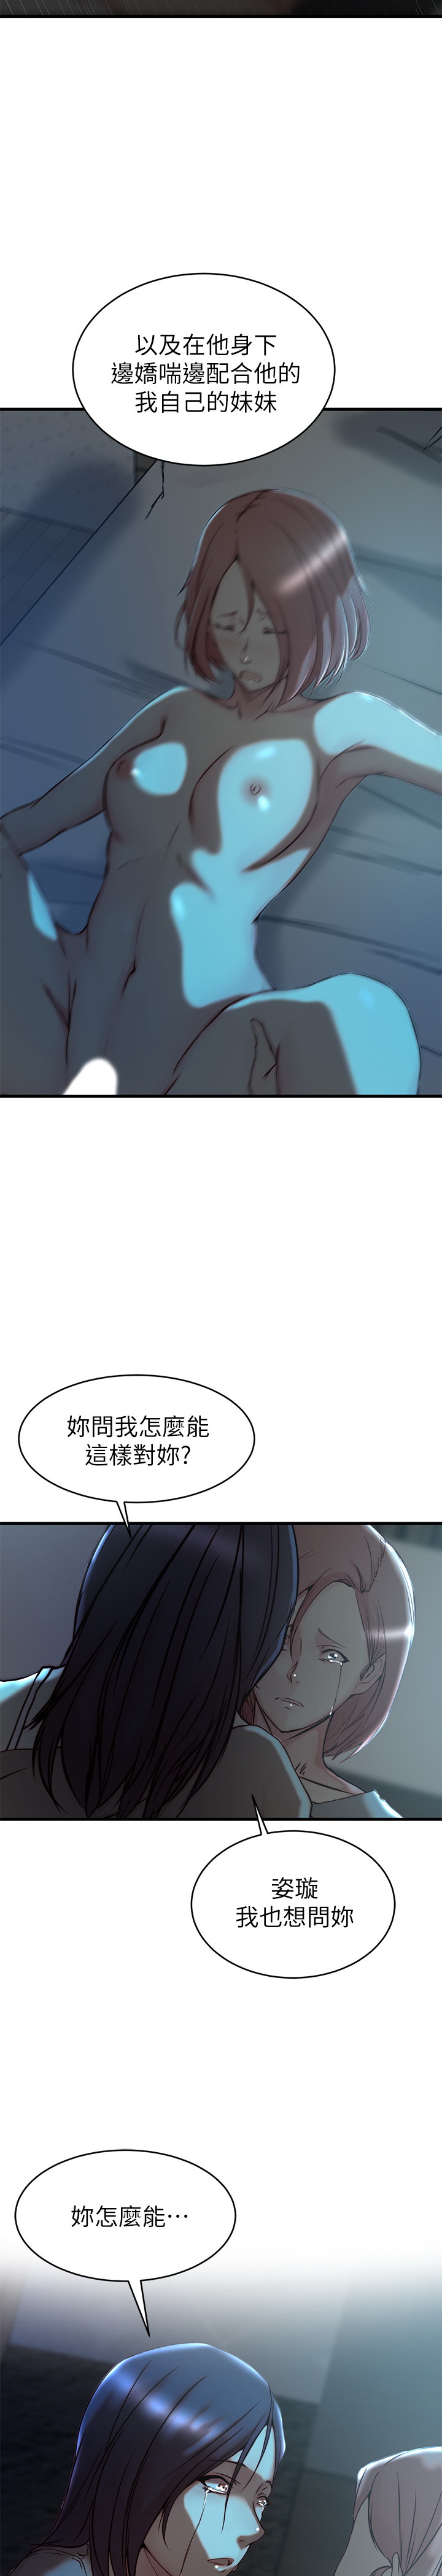 以及在他身下
邊嬌喘邊配合他的
我自己的妹妹
妳問我怎麼能
這樣對妳?
姿璇
我也想問妳
妳怎麼能⋯